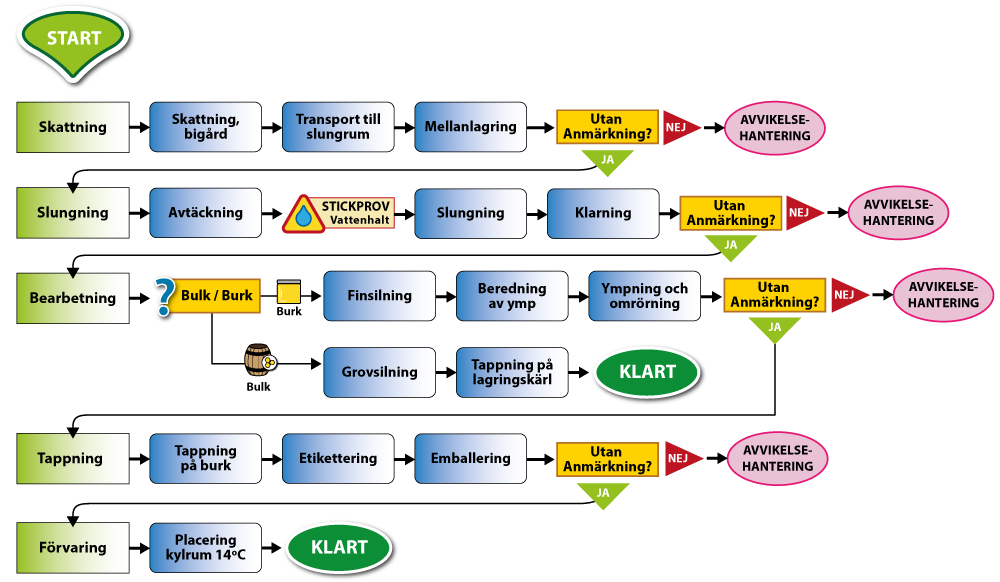 START
Skattning
Skattning,
bigård
Transport till
slungrum
Mellanlagring
Utan
Anmärkning?
NEJ
JA
AVVIKELSE-
HANTERING
Slungning
Avtäckning
STICKPROV
Vattenhalt
Slungning
Klarning
Utan
Anmärkning?
NEJ
JA
AVVIKELSE-
HANTERING
Bearbetning
?
Bulk / Burk
Burk
Finsilning
Beredning
av ymp
Ympning och
omrörning
Utan
Anmärkning?
NEJ
JA
AVVIKELSE-
HANTERING
Bulk
Grovsilning
Tappning på
lagringskärl
KLART
Tappning
Tappning
på burk
Etikettering
Emballering
Utan
Anmärkning?
NEJ
JA
AVVIKELSE-
HANTERING
Förvaring
Placering
kylrum 14ºC
KLART